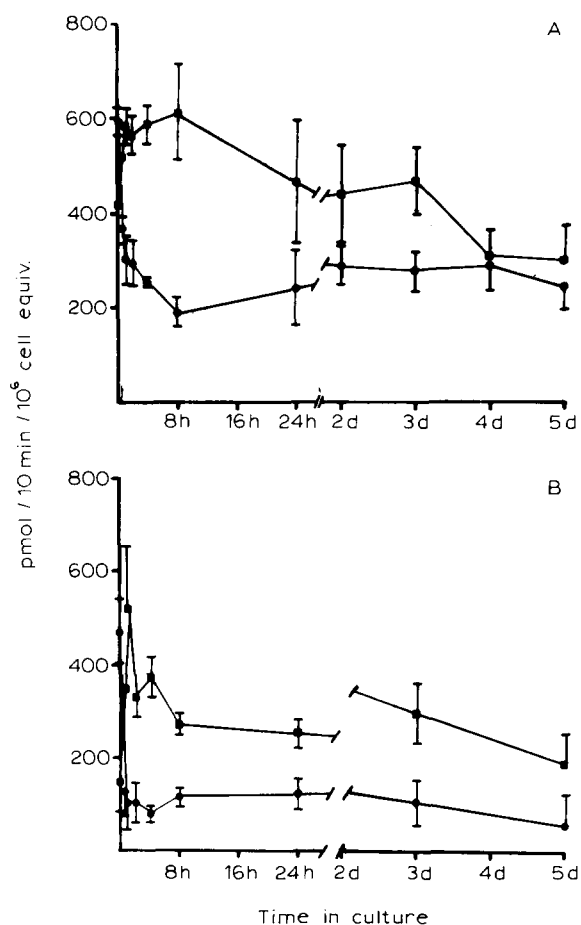 A
800
600
400
200
8h 16h 24h 2d 3d 4d 5d
pmol / 10 min / 10⁶ cell equiv.
B
800
600
400
200
8h 16h 24h 2d 3d 4d 5d
Time in culture